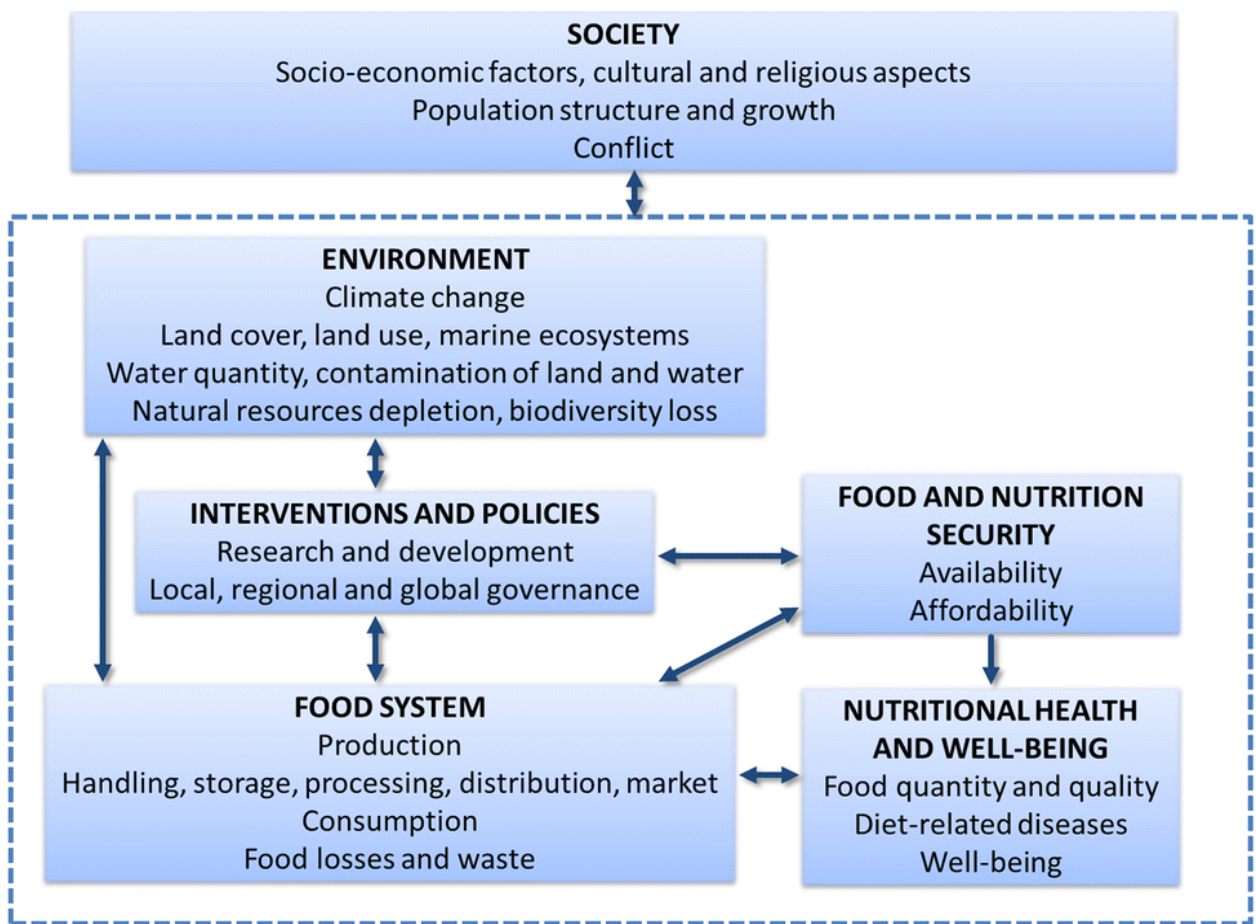 SOCIETY
Socio-economic factors, cultural and religious aspects
Population structure and growth
Conflict
ENVIRONMENT
Climate change
Land cover, land use, marine ecosystems
Water quantity, contamination of land and water
Natural resources depletion, biodiversity loss
INTERVENTIONS AND POLICIES
Research and development
Local, regional and global governance
FOOD AND NUTRITION
SECURITY
Availability
Affordability
FOOD SYSTEM
Production
Handling, storage, processing, distribution, market
Consumption
Food losses and waste
NUTRITIONAL HEALTH
AND WELL-BEING
Food quantity and quality
Diet-related diseases
Well-being